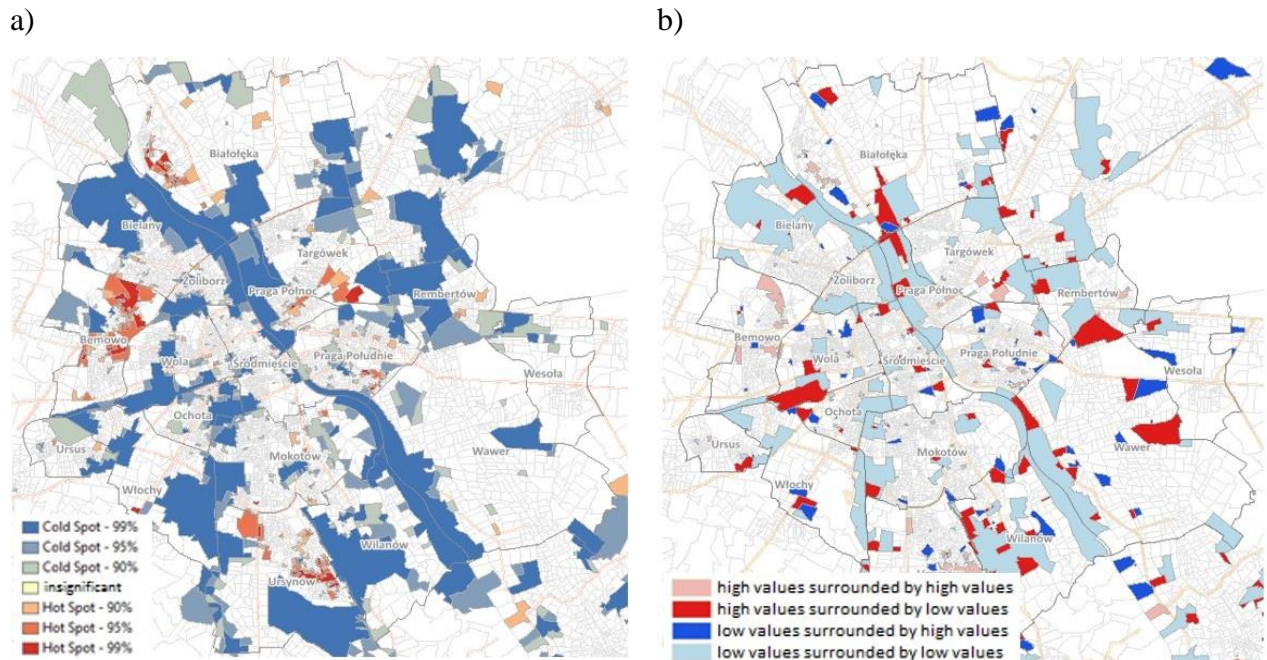 a)
Białołęka
Bielany
Targówek
Żoliborz
Praga Północ
Rembertów
Bemowo
Wola
Śródmieście
Praga Południe
Wesoła
Ochota
Ursus
Mokotów
Wawer
Włochy
Wilanów
Ursynów
Cold Spot - 99%
Cold Spot - 95%
Cold Spot - 90%
insignificant
Hot Spot - 90%
Hot Spot - 95%
Hot Spot - 99%
b)
Białołęka
Bielany
Targówek
Żoliborz
Praga Północ
Rembertów
Bemowo
Wola
Śródmieście
Praga Południe
Wesoła
Ochota
Ursus
Mokotów
Wawer
Włochy
Wilanów
high values surrounded by high values
high values surrounded by low values
low values surrounded by high values
low values surrounded by low values